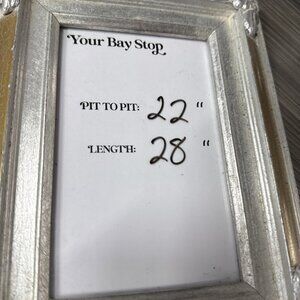 Your Bay Stop
PIT TO PIT: 22 "
LENGTH: 28 "